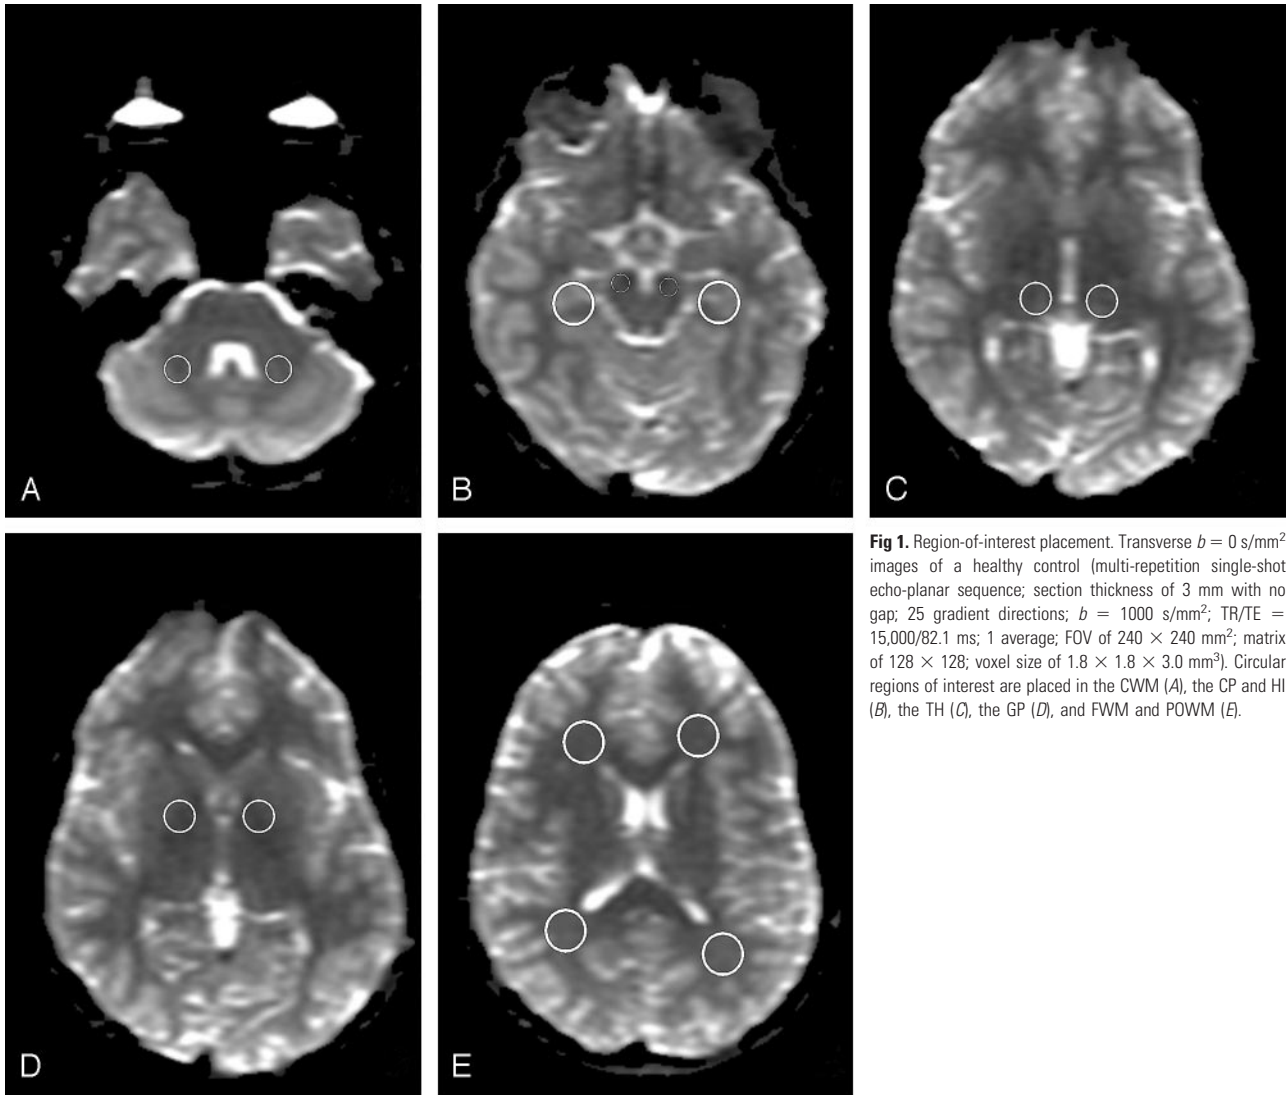 A
B
C
D
E
Fig 1. Region-of-interest placement. Transverse b = 0 s/mm²
images of a healthy control (multi-repetition single-shot
echo-planar sequence; section thickness of 3 mm with no
gap; 25 gradient directions; b = 1000 s/mm²; TR/TE =
15,000/82.1 ms; 1 average; FOV of 240 × 240 mm²; matrix
of 128 × 128; voxel size of 1.8 × 1.8 × 3.0 mm³). Circular
regions of interest are placed in the CWM (A), the CP and HI
(B), the TH (C), the GP (D), and FWM and POWM (E).